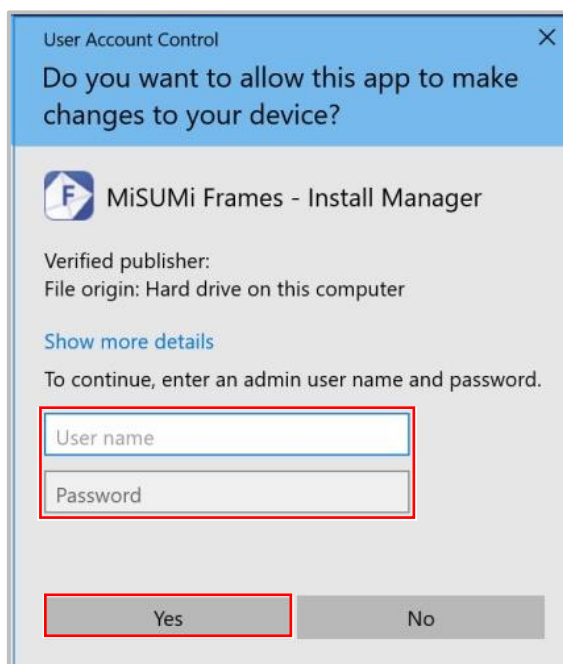 User Account Control
Do you want to allow this app to make
changes to your device?
F
MiSUMi Frames - Install Manager
Verified publisher:
File origin: Hard drive on this computer
Show more details
To continue, enter an admin user name and password.
User name
Password
Yes
No